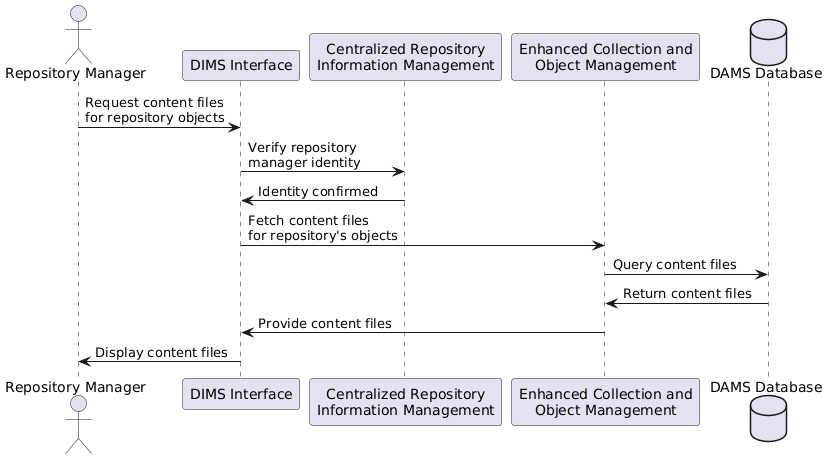 Repository Manager
DIMS Interface
Centralized Repository
Information Management
Enhanced Collection and
Object Management
DAMS Database
Request content files
for repository objects
Verify repository
manager identity
Identity confirmed
Fetch content files
for repository's objects
Query content files
Return content files
Provide content files
Display content files
Repository Manager
DIMS Interface
Centralized Repository
Information Management
Enhanced Collection and
Object Management
DAMS Database